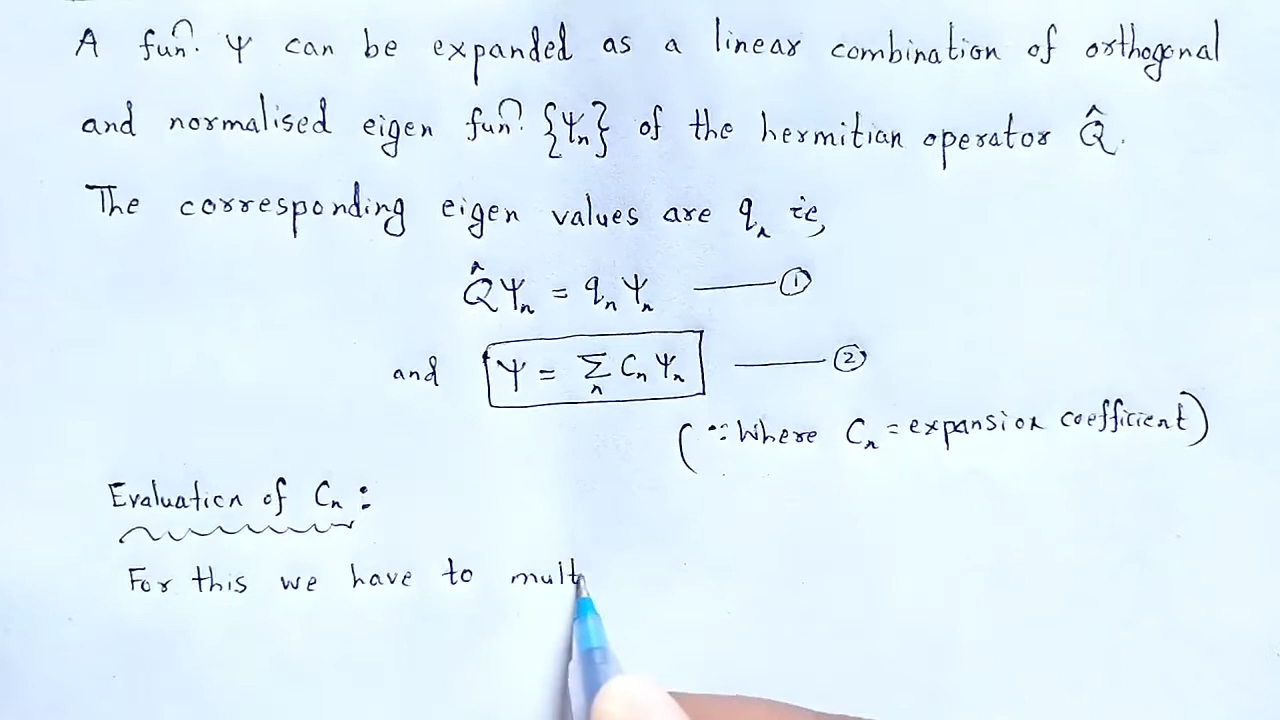 A fun. ψ can be expanded as a linear combination of orthogonal
and normalised eigen fun. {ψn} of the hermitian operator Q̂.
The corresponding eigen values are qn ie,
Q̂ψn = qnψn —— ①
and ψ = Σn Cnψn —— ②
(∵ Where Cn = expansion coefficient)
Evaluation of Cn :
For this we have to mult